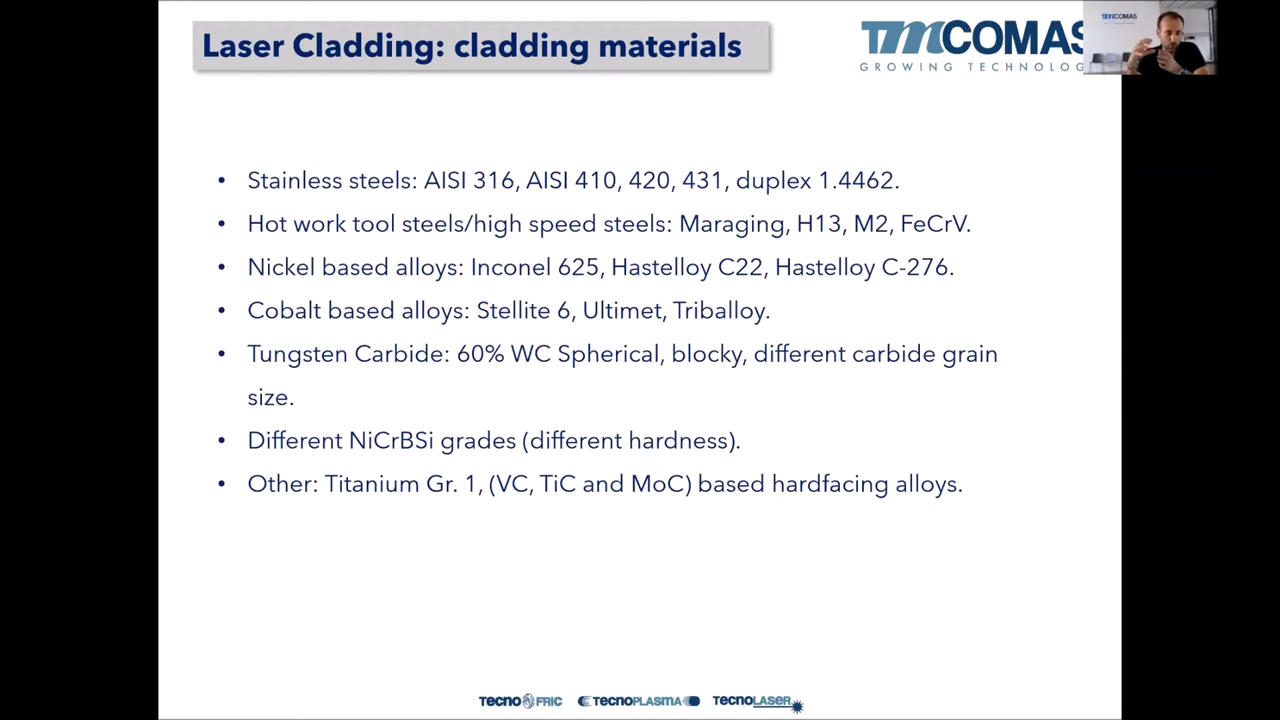 Laser Cladding: cladding materials
TMCOMAS
GROWING TECHNOLOG
TMCOMAS
• Stainless steels: AISI 316, AISI 410, 420, 431, duplex 1.4462.
• Hot work tool steels/high speed steels: Maraging, H13, M2, FeCrV.
• Nickel based alloys: Inconel 625, Hastelloy C22, Hastelloy C-276.
• Cobalt based alloys: Stellite 6, Ultimet, Triballoy.
• Tungsten Carbide: 60% WC Spherical, blocky, different carbide grain
size.
• Different NiCrBSi grades (different hardness).
• Other: Titanium Gr. 1, (VC, TiC and MoC) based hardfacing alloys.
TECNOFRIC TECNOPLASMA TECNOLASER